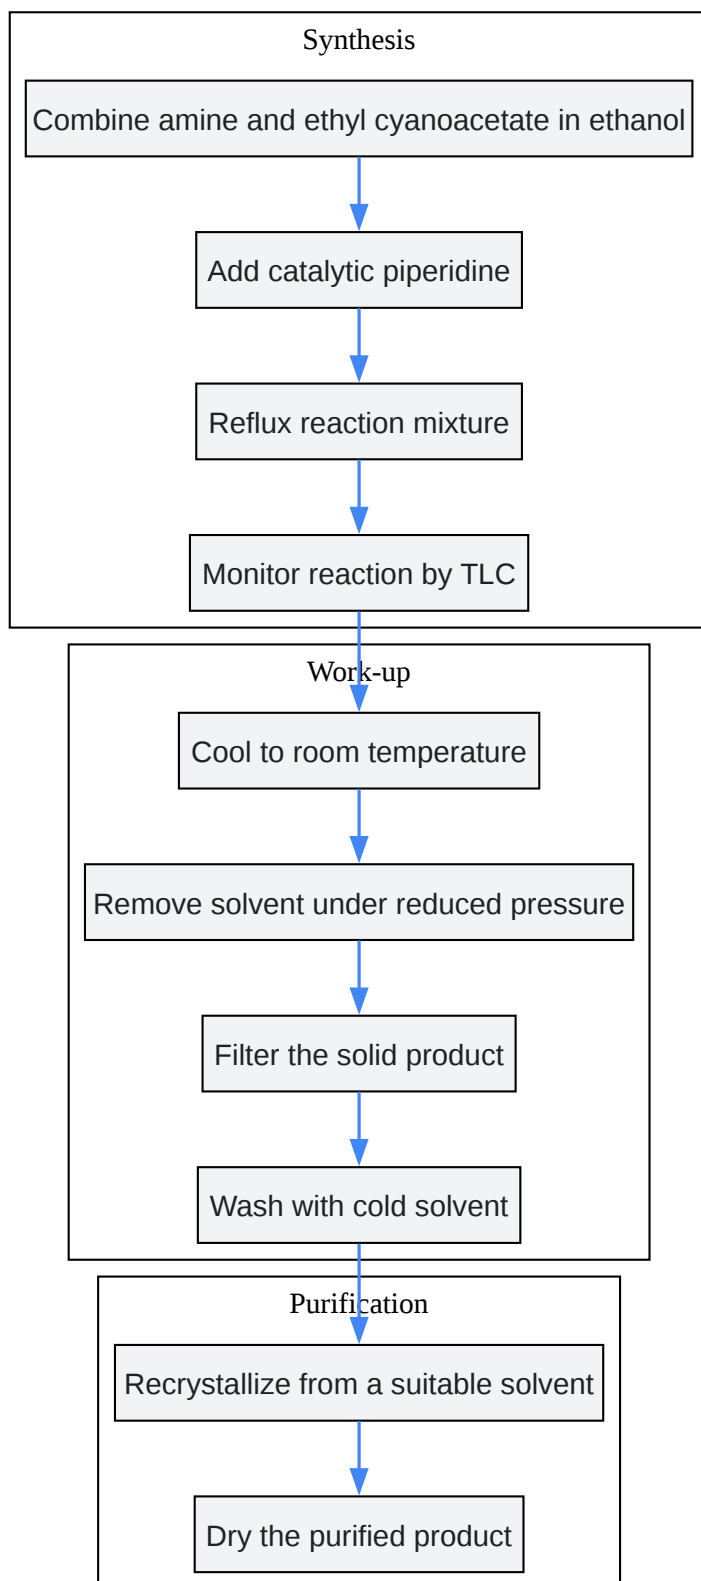 Synthesis
Combine amine and ethyl cyanoacetate in ethanol
Add catalytic piperidine
Reflux reaction mixture
Monitor reaction by TLC
Work-up
Cool to room temperature
Remove solvent under reduced pressure
Filter the solid product
Wash with cold solvent
Purification
Recrystallize from a suitable solvent
Dry the purified product